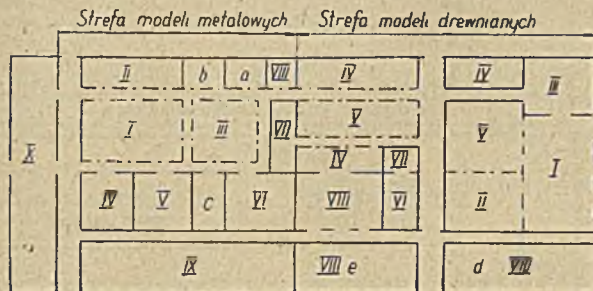 Strefa modeli metalowych Strefa modeli drewnianych
II b a VIII IV IV III
X I III VII V V I
IV VII
IV V c VI VIII VI II
IX VIII e d VIII